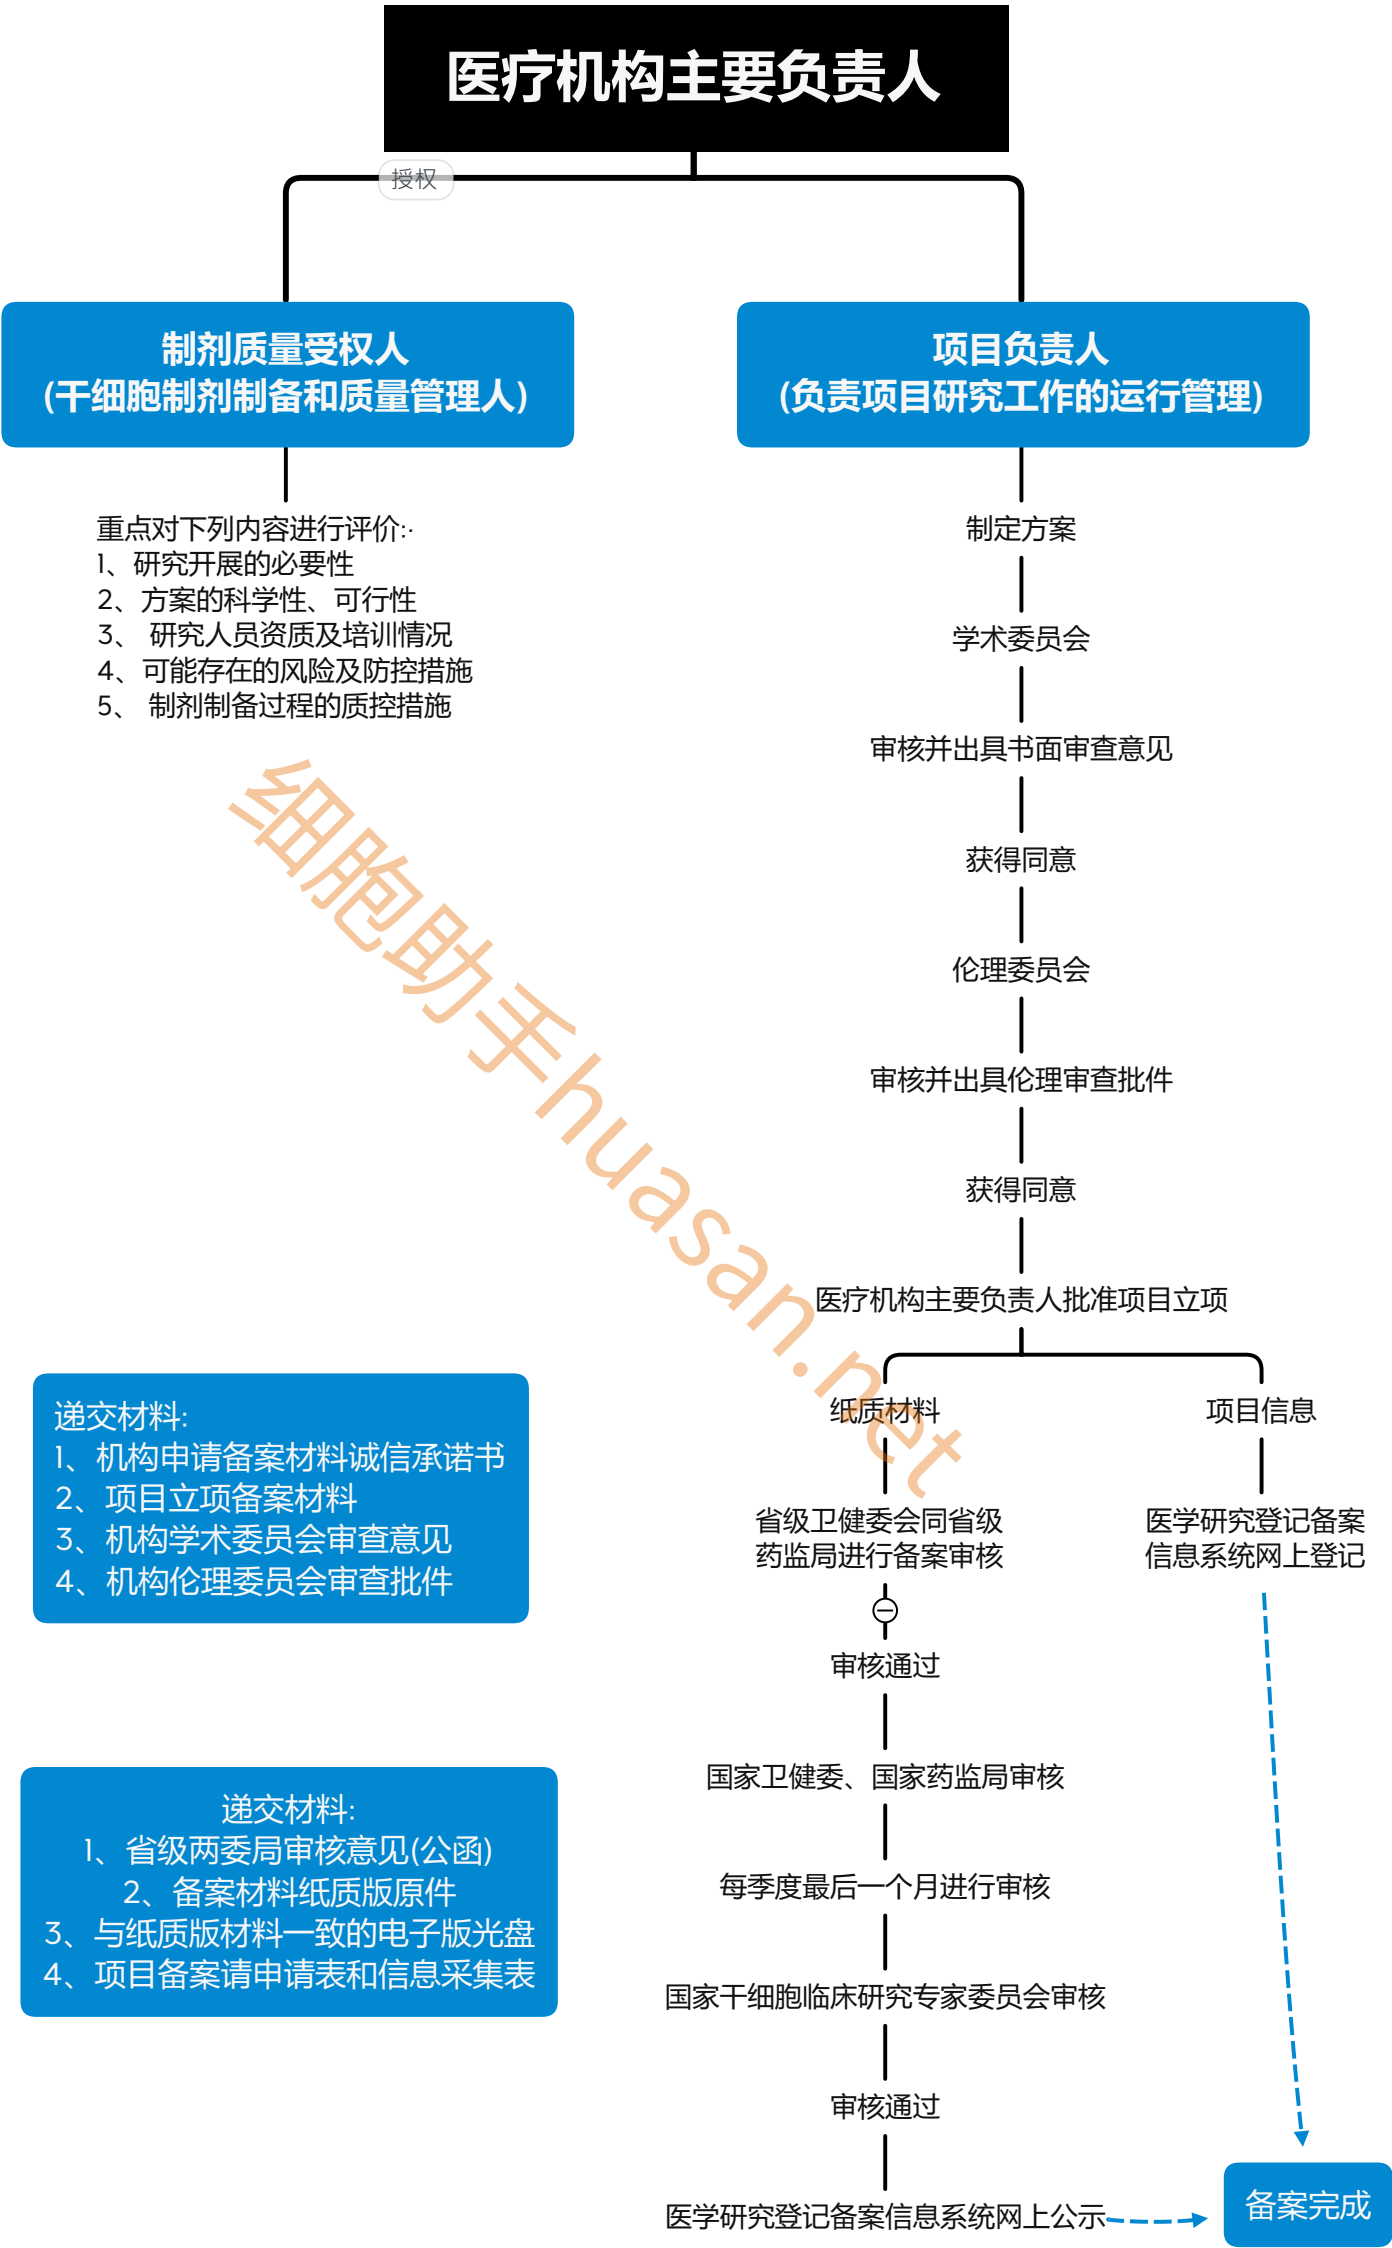 医疗机构主要负责人
授权
制剂质量受权人
(干细胞制剂制备和质量管理人)
重点对下列内容进行评价:·
1、研究开展的必要性
2、方案的科学性、可行性
3、 研究人员资质及培训情况
4、可能存在的风险及防控措施
5、 制剂制备过程的质控措施
项目负责人
(负责项目研究工作的运行管理)
制定方案
学术委员会
审核并出具书面审查意见
获得同意
伦理委员会
审核并出具伦理审查批件
获得同意
医疗机构主要负责人批准项目立项
纸质材料
省级卫健委会同省级
药监局进行备案审核
审核通过
国家卫健委、国家药监局审核
每季度最后一个月进行审核
国家干细胞临床研究专家委员会审核
审核通过
医学研究登记备案信息系统网上公示
项目信息
医学研究登记备案
信息系统网上登记
备案完成
递交材料:
1、机构申请备案材料诚信承诺书
2、项目立项备案材料
3、机构学术委员会审查意见
4、机构伦理委员会审查批件
递交材料:
1、省级两委局审核意见(公函)
2、备案材料纸质版原件
3、与纸质版材料一致的电子版光盘
4、项目备案请申请表和信息采集表
细胞助手huasan.net